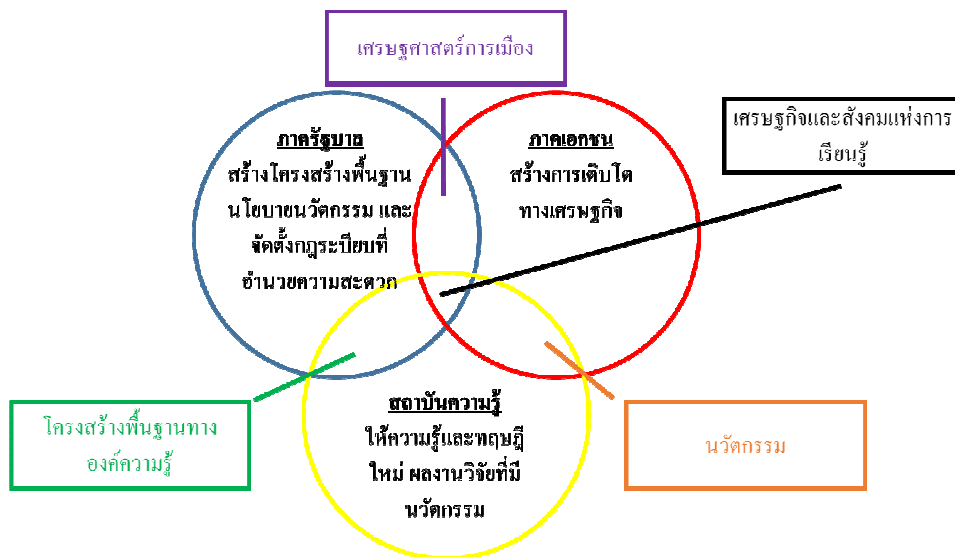 เศรษฐศาสตร์การเมือง
ภาครัฐบาล
สร้างโครงสร้างพื้นฐาน
นโยบายนวัตกรรม และ
จัดตั้งกฎระเบียบที่
อำนวยความสะดวก
ภาคเอกชน
สร้างการเติบโต
ทางเศรษฐกิจ
เศรษฐกิจและสังคมแห่งการ
เรียนรู้
โครงสร้างพื้นฐานทาง
องค์ความรู้
สถาบันความรู้
ให้ความรู้และทฤษฎี
ใหม่ ผลงานวิจัยที่มี
นวัตกรรม
นวัตกรรม